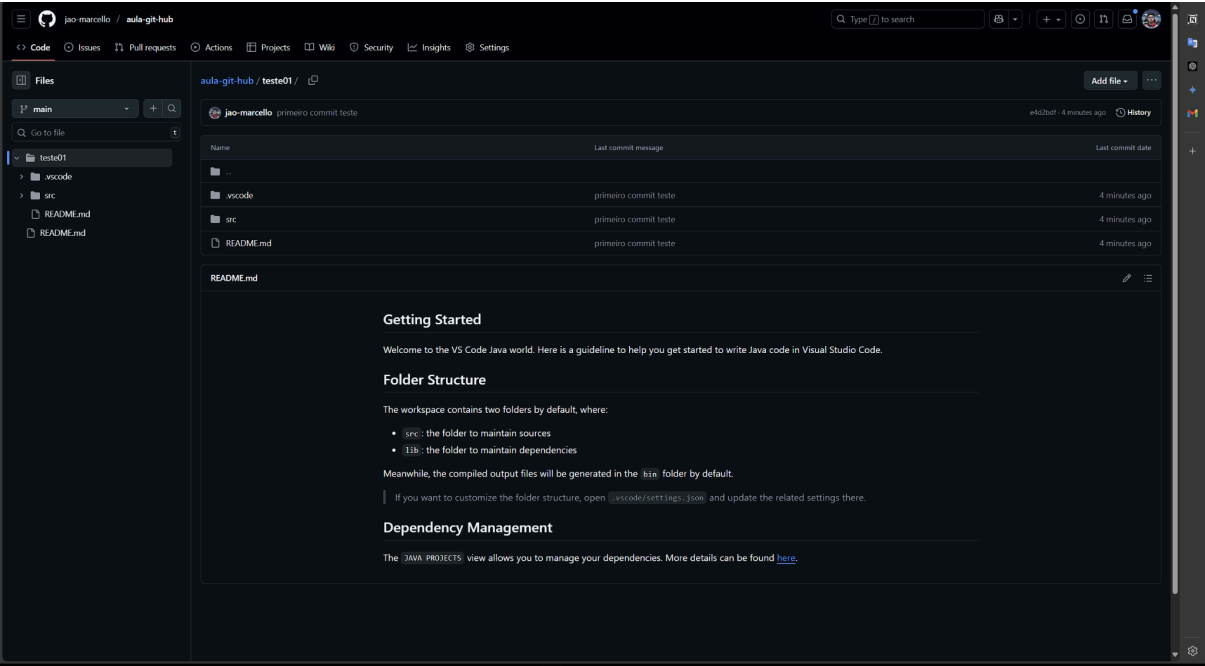 jao-marcello / aula-git-hub
Type / to search
Code Issues Pull requests Actions Projects Wiki Security Insights Settings
Files
main
Go to file t
teste01
.vscode
src
README.md
README.md
aula-git-hub / teste01 /
Add file
jao-marcello primeiro commit teste
e4d2bdf · 4 minutes ago History
Name Last commit message Last commit date
..
.vscode primeiro commit teste 4 minutes ago
src primeiro commit teste 4 minutes ago
README.md primeiro commit teste 4 minutes ago
README.md
Getting Started
Welcome to the VS Code Java world. Here is a guideline to help you get started to write Java code in Visual Studio Code.
Folder Structure
The workspace contains two folders by default, where:
• src : the folder to maintain sources
• lib : the folder to maintain dependencies
Meanwhile, the compiled output files will be generated in the bin folder by default.
If you want to customize the folder structure, open .vscode/settings.json and update the related settings there.
Dependency Management
The JAVA PROJECTS view allows you to manage your dependencies. More details can be found here.